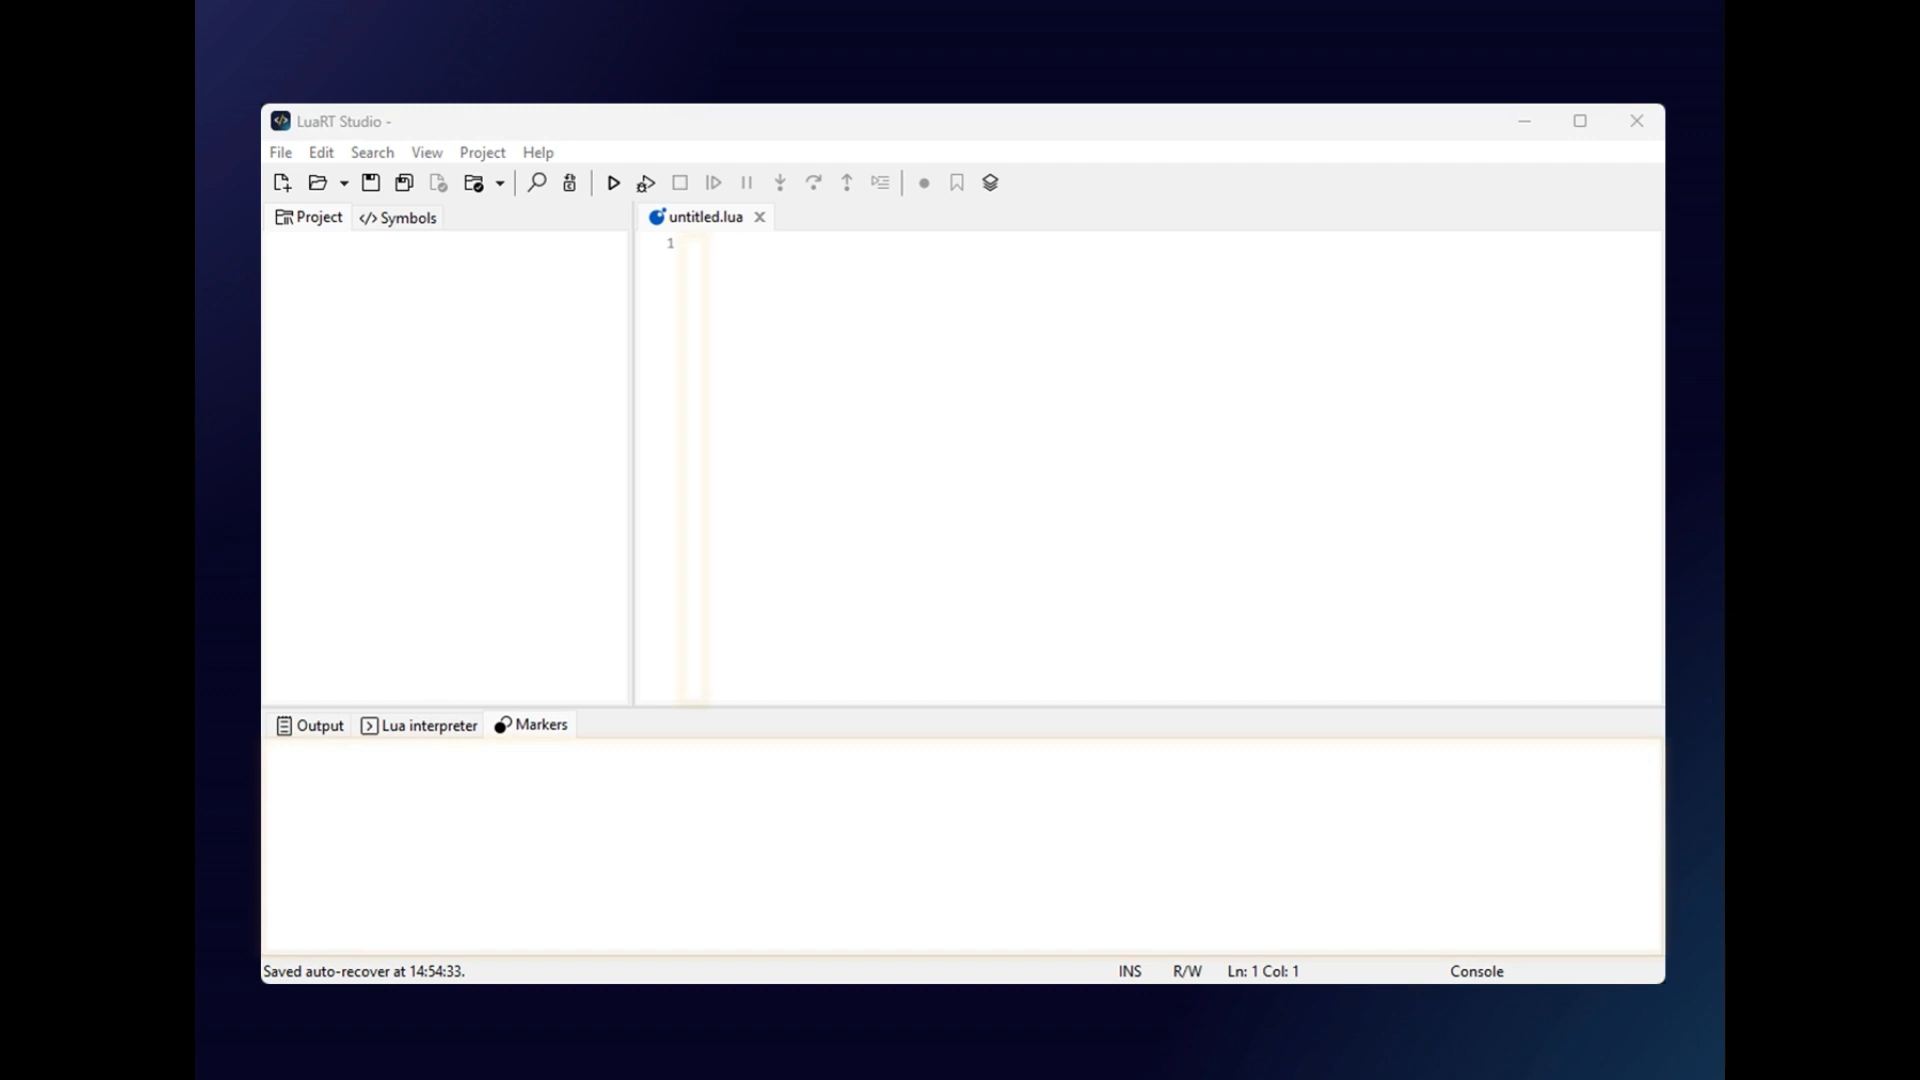 LuaRT Studio -
File Edit Search View Project Help
Project </> Symbols
untitled.lua
1
Output Lua interpreter Markers
Saved auto-recover at 14:54:33. INS R/W Ln: 1 Col: 1 Console